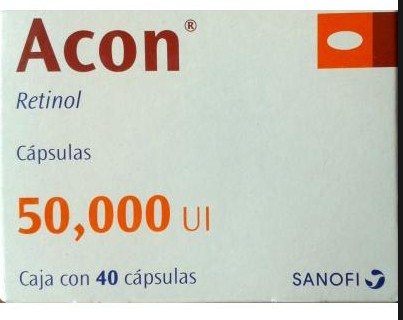 Acon®
Retinol
Cápsulas
50,000 UI
Caja con 40 cápsulas
SANOFI